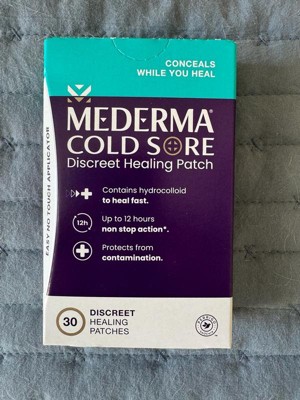 CONCEALS
WHILE YOU HEAL
MEDERMA
COLD SORE
Discreet Healing Patch
EASY NO TOUCH APPLICATOR
Contains hydrocolloid
to heal fast.
12h
Up to 12 hours
non stop action*.
Protects from
contamination.
30
DISCREET
HEALING
PATCHES